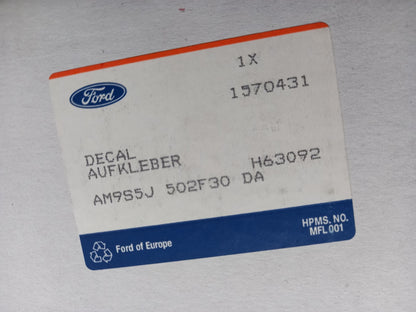 1X
Ford
1570431
DECAL
AUFKLEBER H63092
AM9S5J 502F30 DA
Ford of Europe
HPMS. NO.
MFL 001